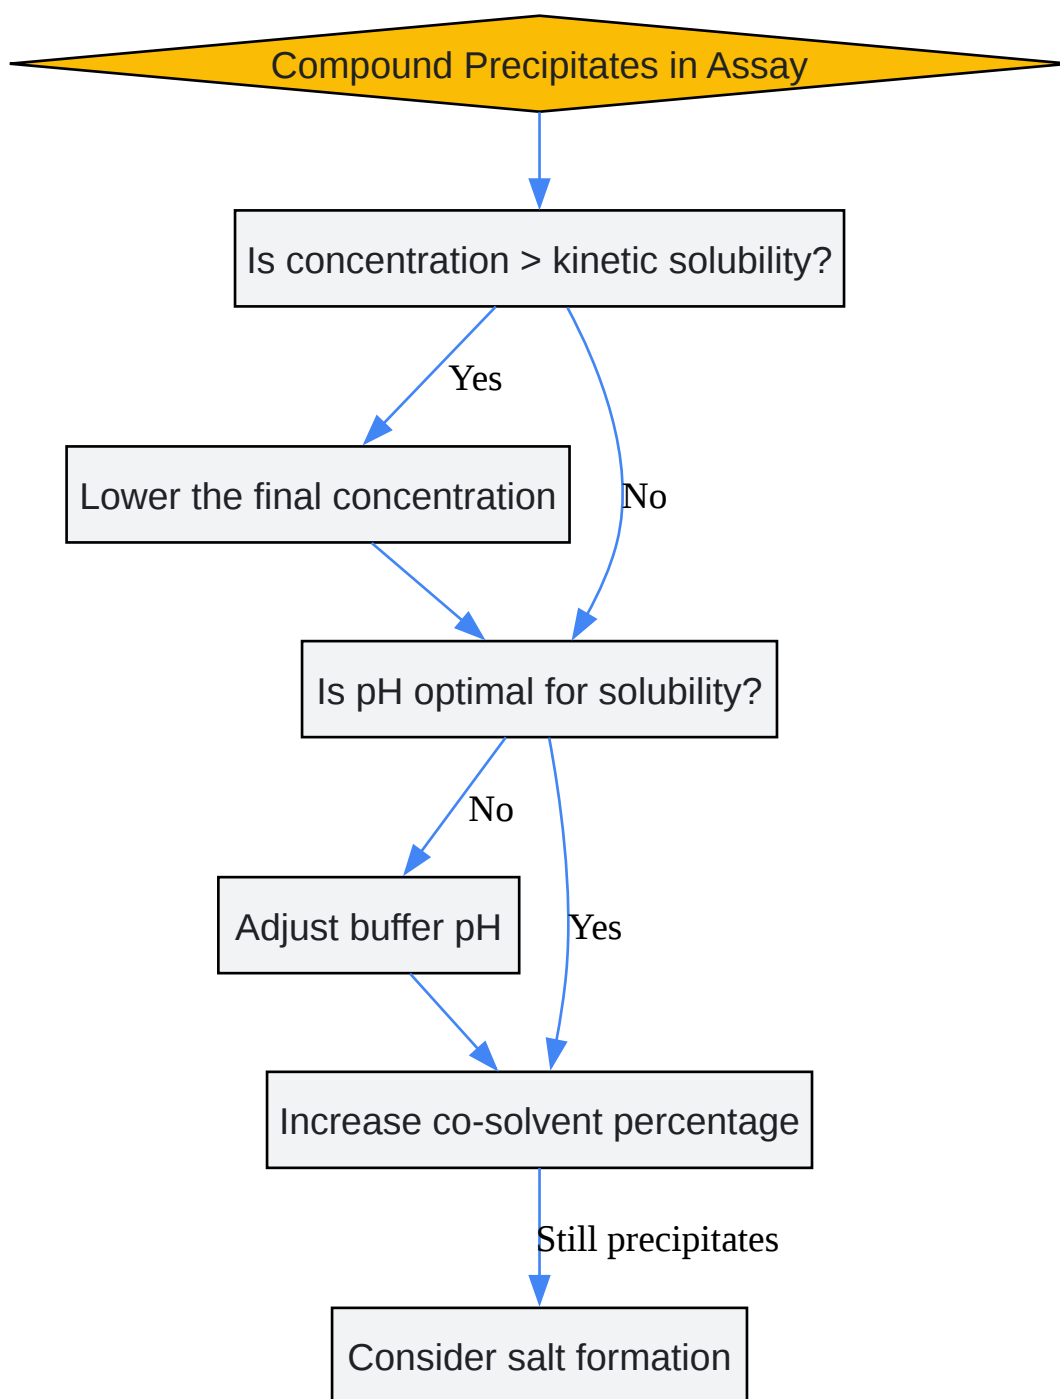 Compound Precipitates in Assay
Is concentration > kinetic solubility?
Yes
Lower the final concentration
No
Is pH optimal for solubility?
No
Adjust buffer pH
Yes
Increase co-solvent percentage
Still precipitates
Consider salt formation